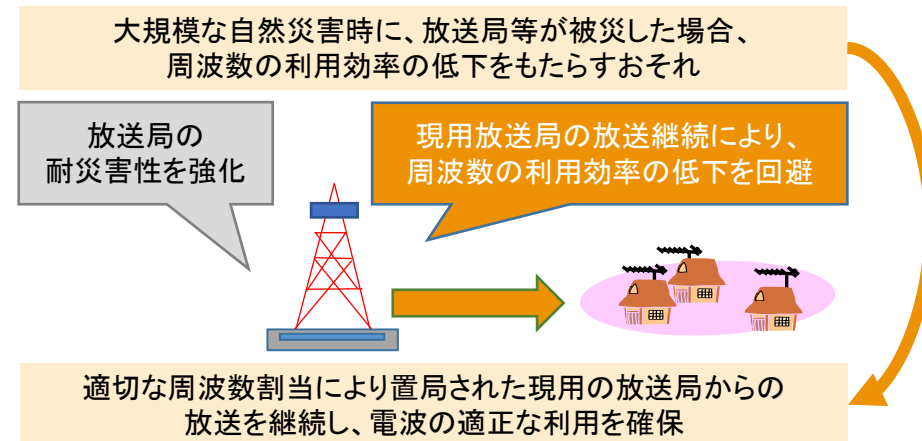 大規模な自然災害時に、放送局等が被災した場合、
周波数の利用効率の低下をもたらすおそれ
放送局の
耐災害性を強化
現用放送局の放送継続により、
周波数の利用効率の低下を回避
適切な周波数割当により置局された現用の放送局からの
放送を継続し、電波の適正な利用を確保